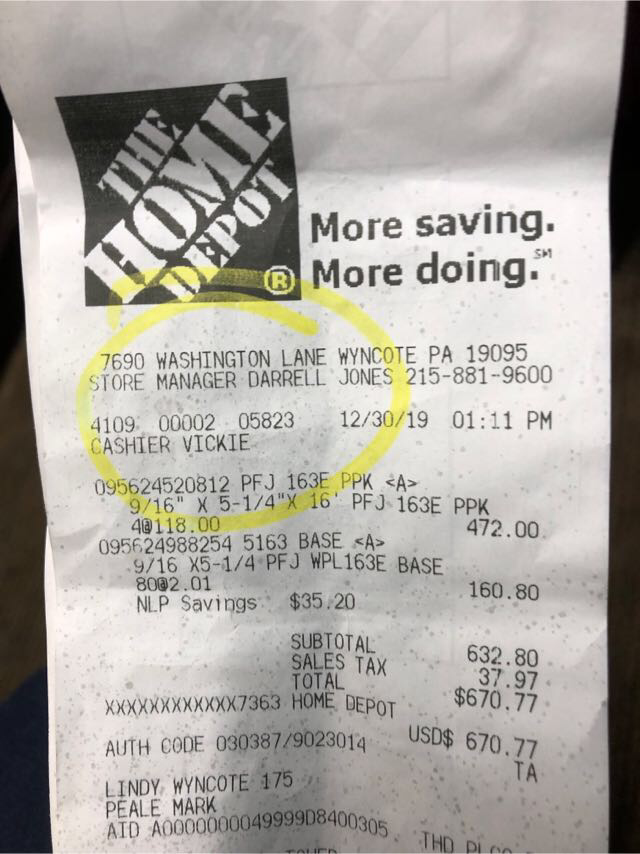 THE
HOME
DEPOT
®
More saving.
More doing.℠
7690 WASHINGTON LANE WYNCOTE PA 19095
STORE MANAGER DARRELL JONES 215-881-9600
4109 00002 05823 12/30/19 01:11 PM
CASHIER VICKIE
095624520812 PFJ 163E PPK <A>
9/16" X 5-1/4"X 16' PFJ 163E PPK
4@118.00 472.00
095624988254 5163 BASE <A>
9/16 X5-1/4 PFJ WPL163E BASE
80@2.01 160.80
NLP Savings $35.20
SUBTOTAL 632.80
SALES TAX 37.97
TOTAL $670.77
XXXXXXXXXXXX7363 HOME DEPOT
USD$ 670.77
AUTH CODE 030387/9023014 TA
LINDY WYNCOTE 175
PEALE MARK
AID A0000000049999D8400305
THD